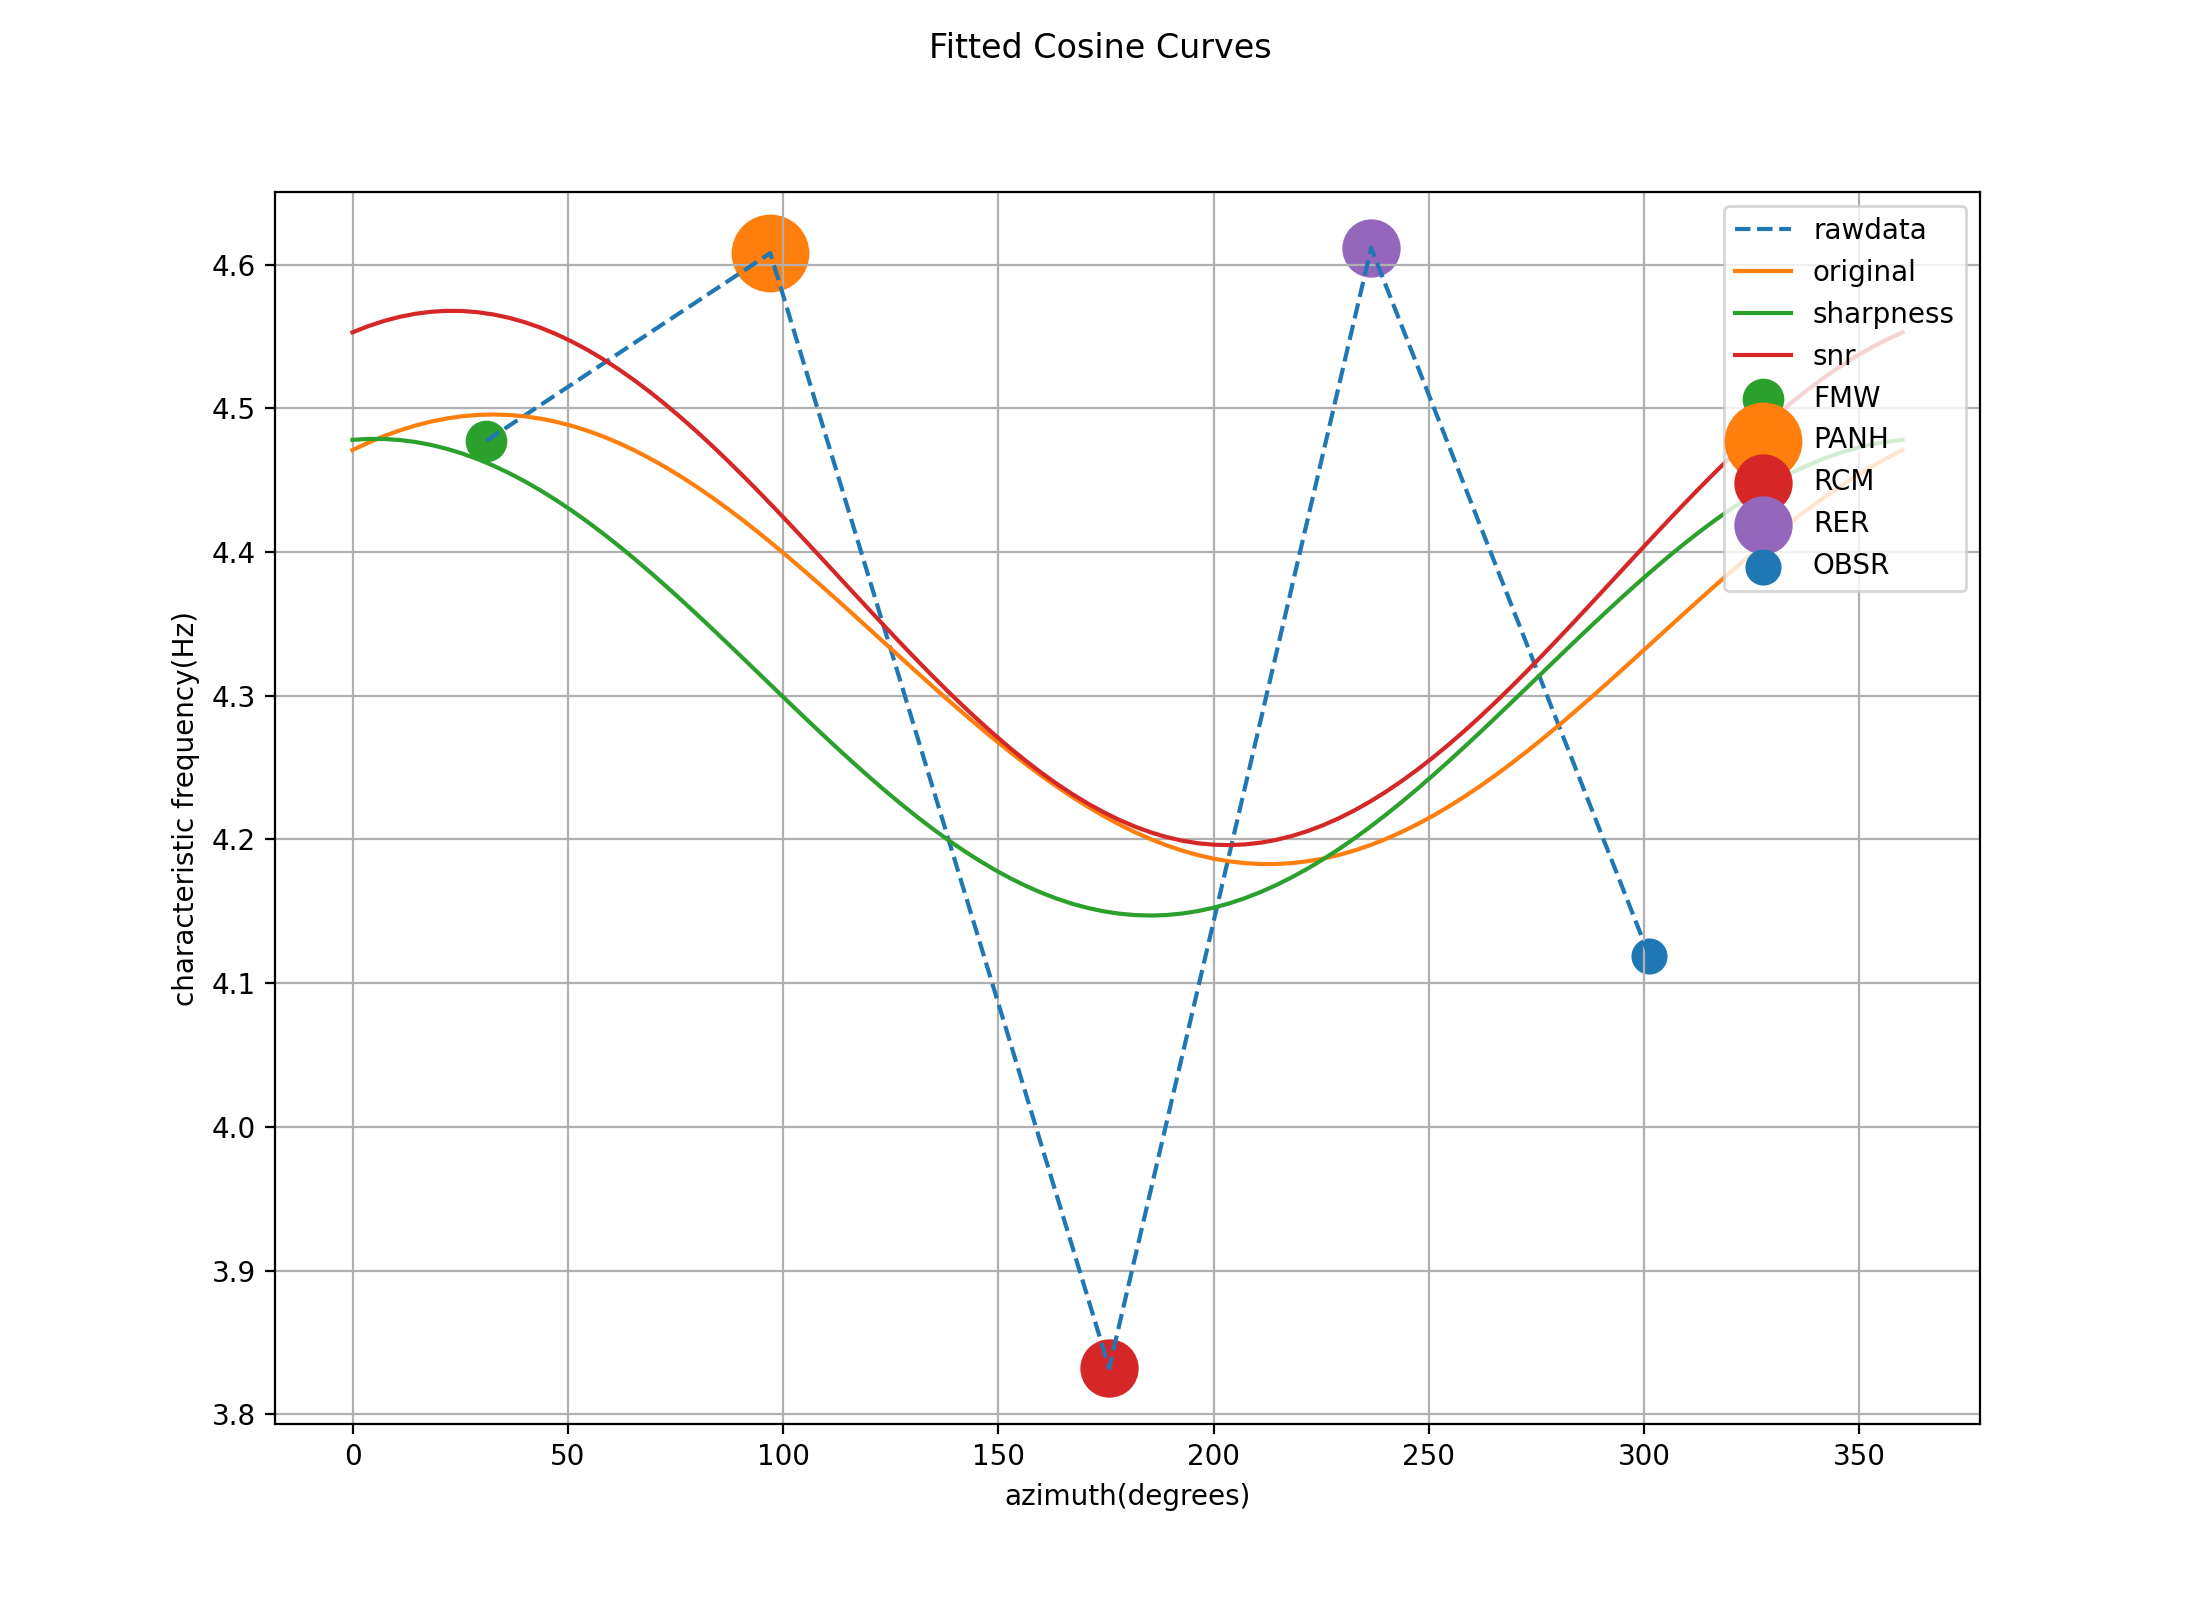 Fitted Cosine Curves
characteristic frequency(Hz)
4.6
4.5
4.4
4.3
4.2
4.1
4.0
3.9
3.8
rawdata
original
sharpness
snr
FMW
PANH
RCM
RER
OBSR
0 50 100 150 200 250 300 350
azimuth(degrees)